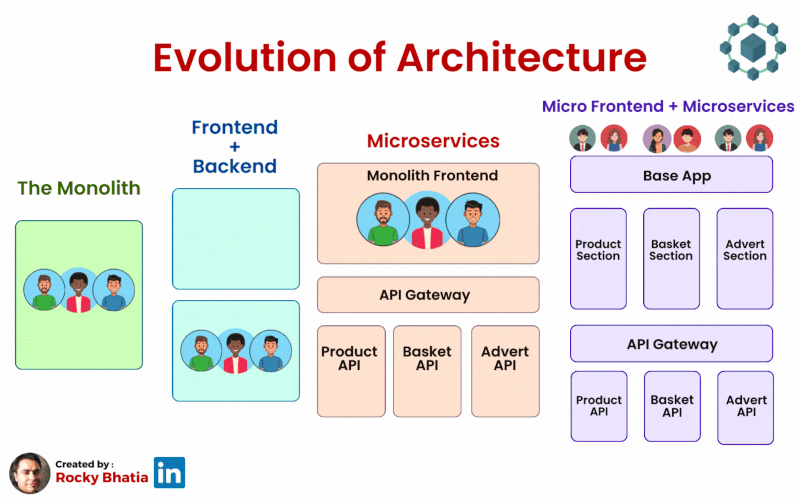 Evolution of Architecture
The Monolith
Frontend
+
Backend
Microservices
Monolith Frontend
API Gateway
Product
API
Basket
API
Advert
API
Micro Frontend + Microservices
Base App
Product
Section
Basket
Section
Advert
Section
API Gateway
Product
API
Basket
API
Advert
API
Created by :
Rocky Bhatia
in